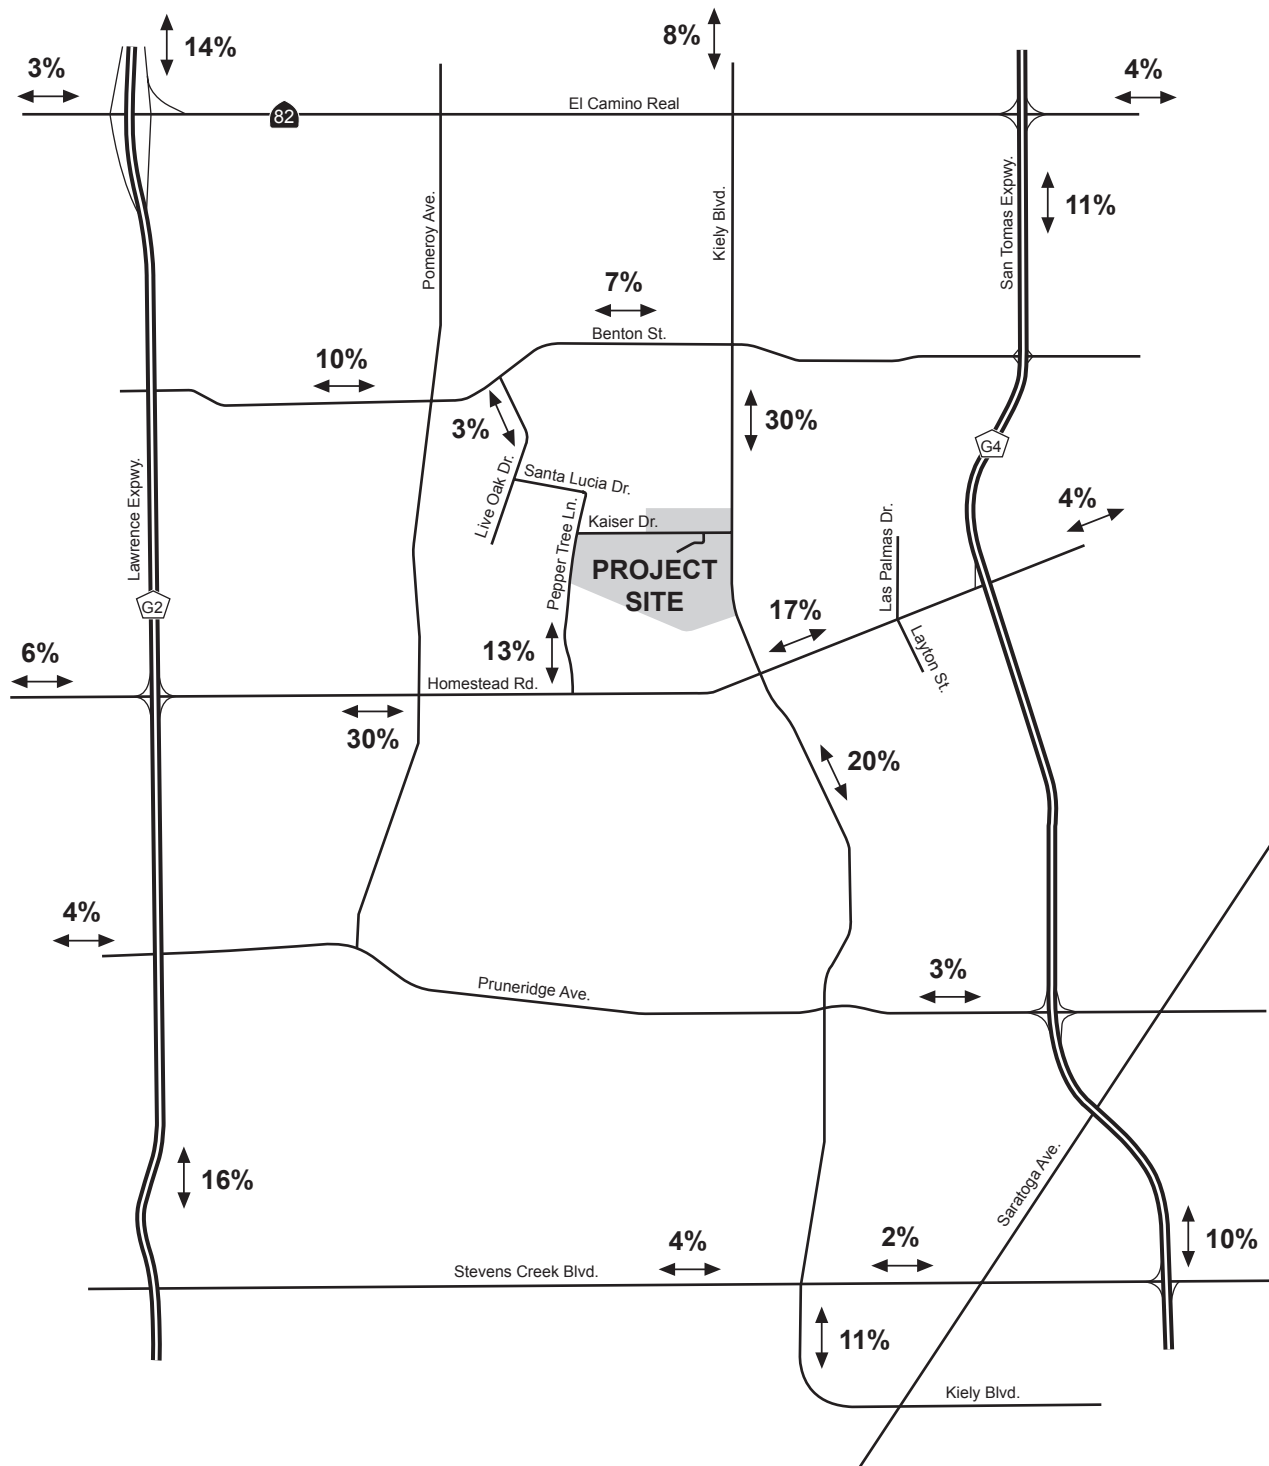 14%
8%
3%
4%
El Camino Real
82
San Tomas Expwy.
11%
Pomeroy Ave.
Kiely Blvd.
7%
Benton St.
10%
3%
30%
G4
Live Oak Dr.
Santa Lucia Dr.
Lawrence Expwy.
4%
Kaiser Dr.
Pepper Tree Ln.
Las Palmas Dr.
PROJECT
SITE
G2
17%
6%
13%
Layton St.
Homestead Rd.
30%
20%
4%
3%
Pruneridge Ave.
16%
Saratoga Ave.
4%
2%
10%
Stevens Creek Blvd.
11%
Kiely Blvd.